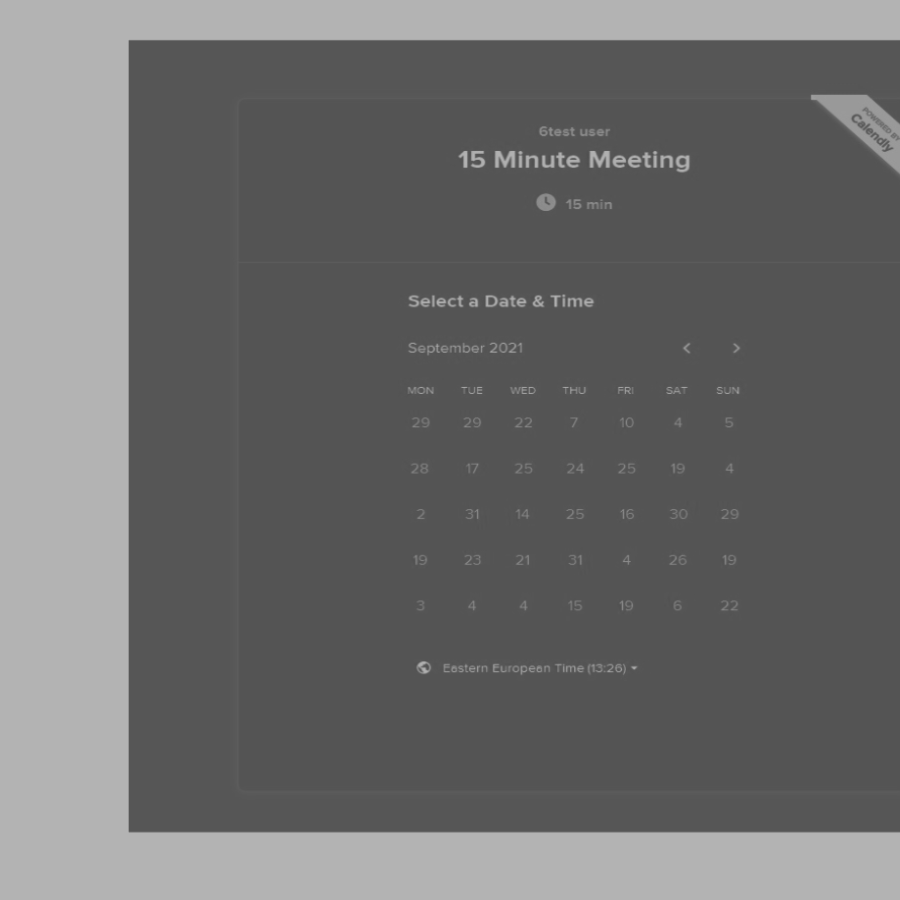 POWERED BY
Calendly
6test user
15 Minute Meeting
15 min
Select a Date & Time
September 2021
MON TUE WED THU FRI SAT SUN
29 29 22 7 10 4 5
28 17 25 24 25 19 4
2 31 14 25 16 30 29
19 23 21 31 4 26 19
3 4 4 15 19 6 22
Eastern European Time (13:26)